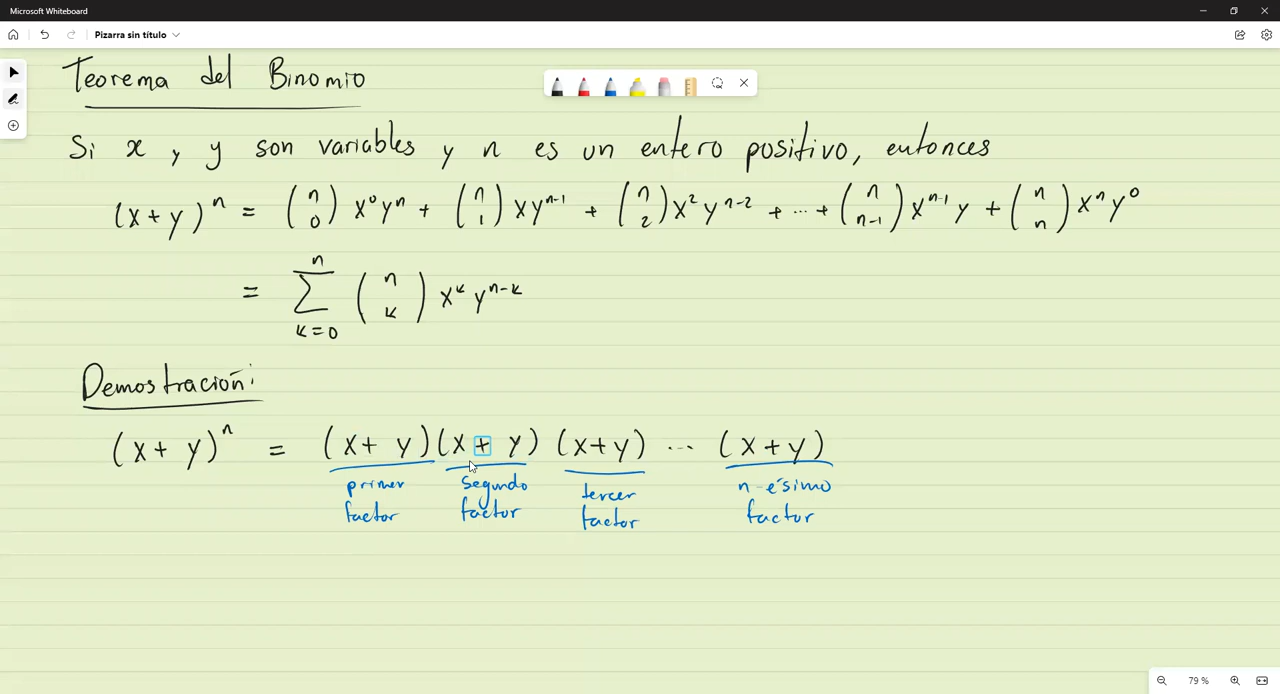 Microsoft Whiteboard
Pizarra sin título
Teorema del Binomio
Si x, y son variables y n es un entero positivo, entonces
(x+y)^n = (n 0) x^0 y^n + (n 1) x y^{n-1} + (n 2) x^2 y^{n-2} + ... + (n n-1) x^{n-1} y + (n n) x^n y^0
= ∑_{k=0}^{n} (n k) x^k y^{n-k}
Demostración:
(x+y)^n = (x+y)(x+y)(x+y) ... (x+y)
primer factor
segundo factor
tercer factor
n-ésimo factor
79 %